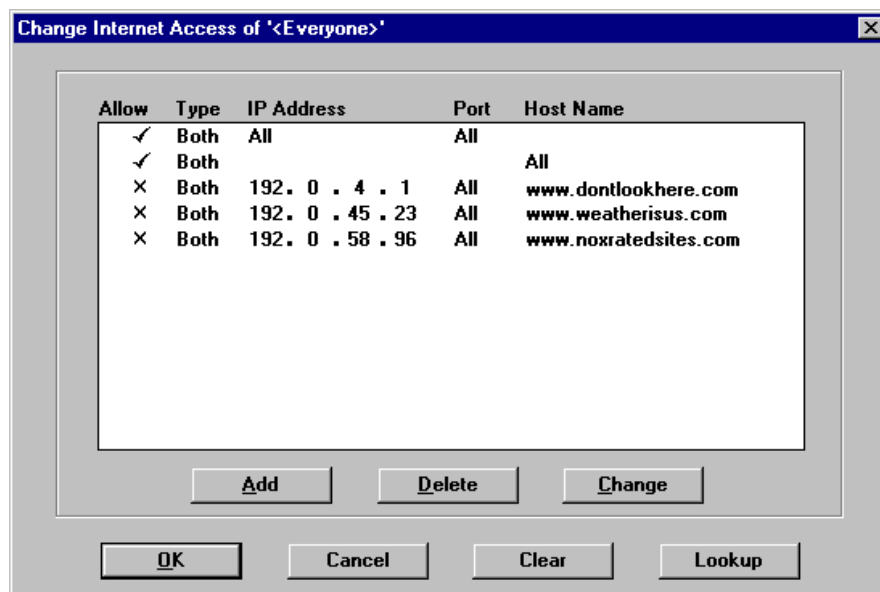 Change Internet Access of '<Everyone>'
Allow Type IP Address Port Host Name
Both All All
Both All
Both 192. 0 . 4 . 1 All www.dontlookhere.com
Both 192. 0 . 45 . 23 All www.weatherisus.com
Both 192. 0 . 58 . 96 All www.noxratedsites.com
Add Delete Change
OK Cancel Clear Lookup